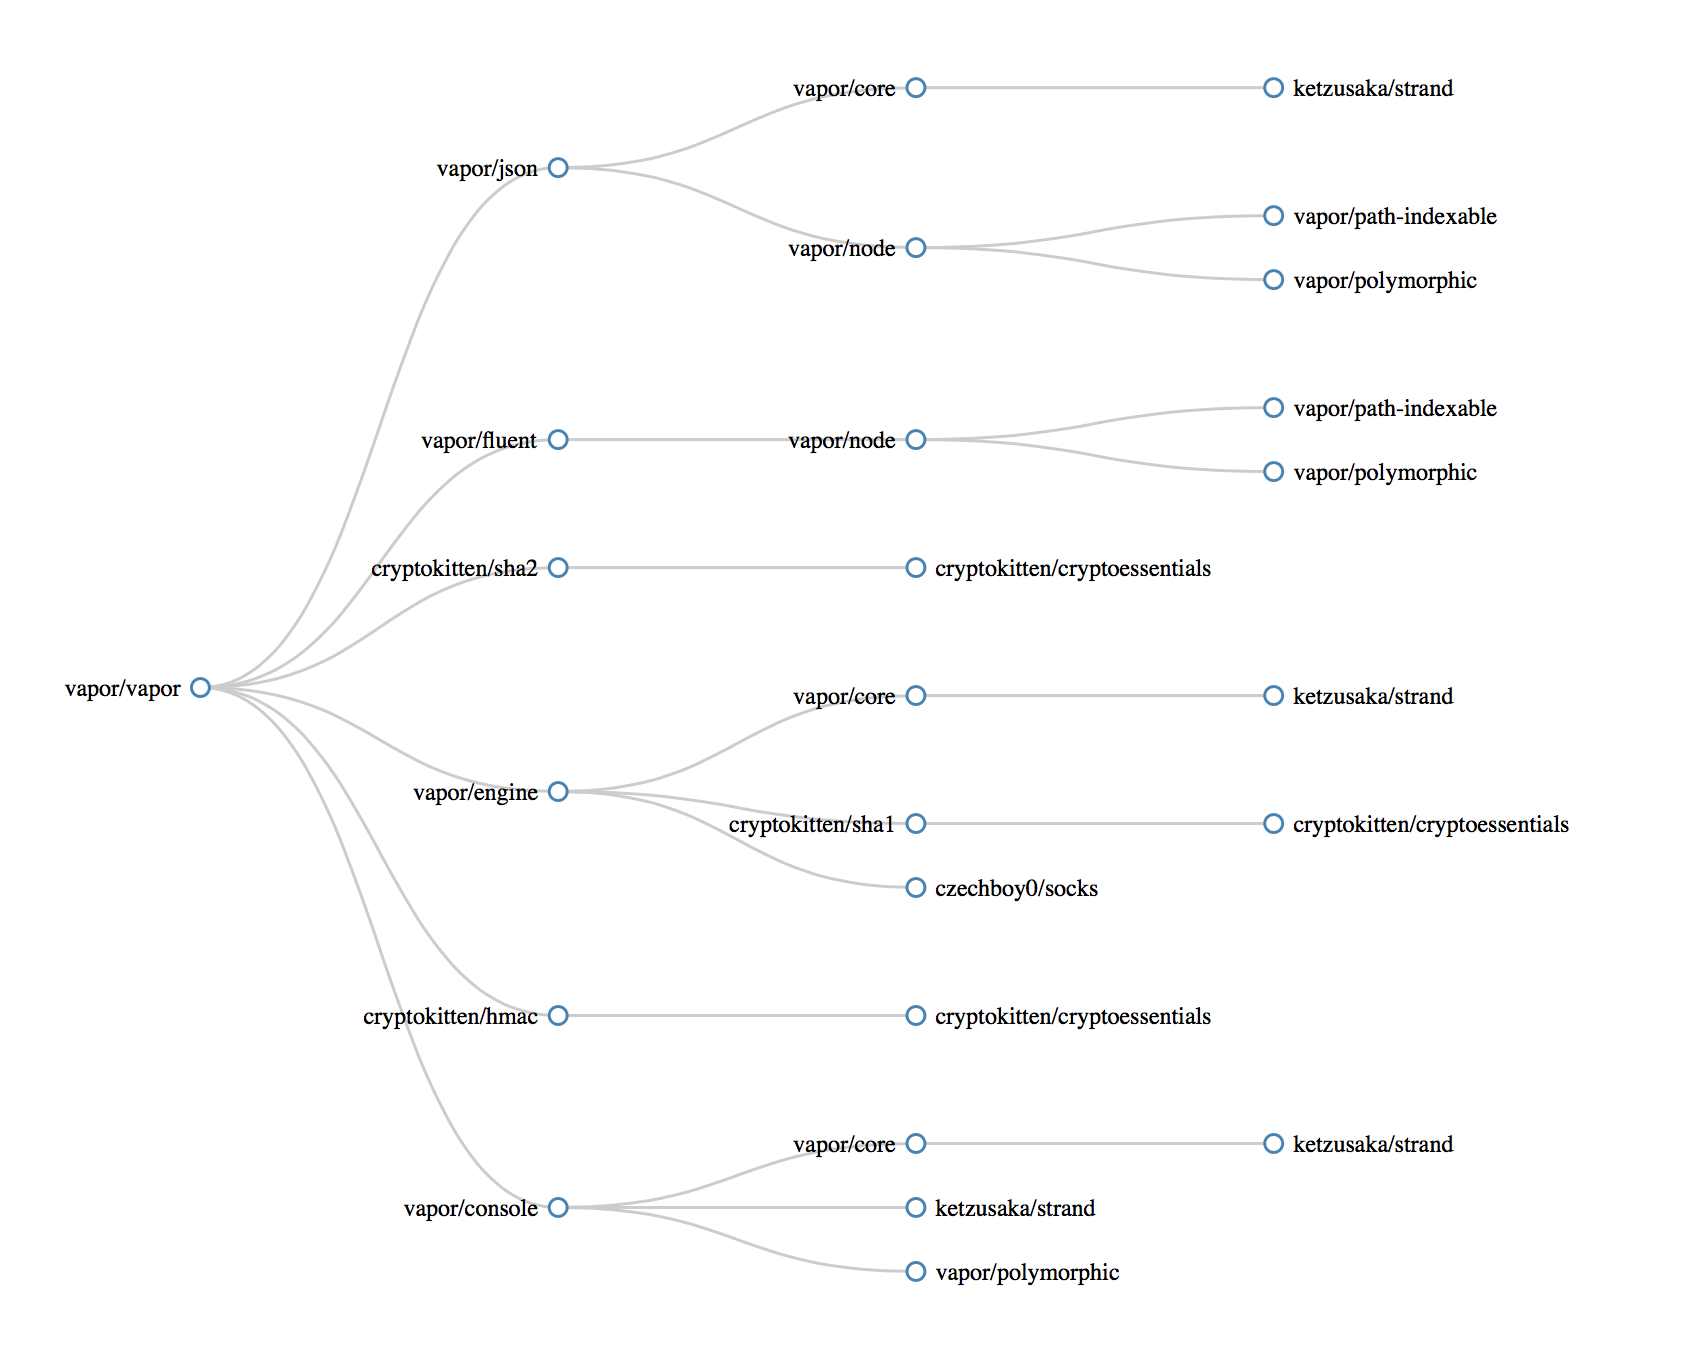 vapor/core
ketzusaka/strand
vapor/json
vapor/path-indexable
vapor/node
vapor/polymorphic
vapor/path-indexable
vapor/fluent
vapor/node
vapor/polymorphic
cryptokitten/sha2
cryptokitten/cryptoessentials
vapor/vapor
vapor/core
ketzusaka/strand
vapor/engine
cryptokitten/sha1
cryptokitten/cryptoessentials
czechboy0/socks
cryptokitten/hmac
cryptokitten/cryptoessentials
vapor/core
ketzusaka/strand
vapor/console
ketzusaka/strand
vapor/polymorphic